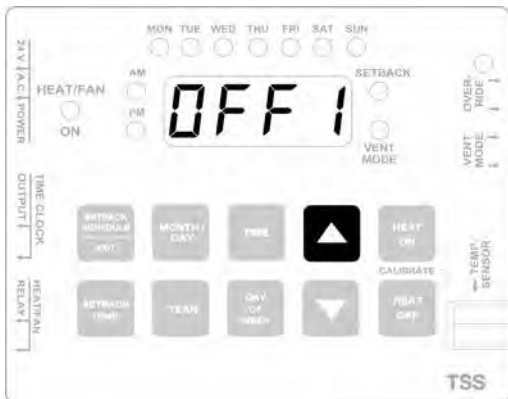 MON TUE WED THU FRI SAT SUN
24 V (A.C.) POWER
HEAT/FAN
ON
AM
PM
OFF1
SETBACK
VENT
MODE
OVER-
RIDE
VENT
MODE
TIME CLOCK
OUTPUT
SETBACK
SCHEDULE
EXIT
MONTH/
DAY
TIME
HEAT
ON
CALIBRATE
← TEMP.
SENSOR
HEAT/FAN
RELAY
SETBACK
TEMP
YEAR
DAY
OF
WEEK
HEAT
OFF
TSS